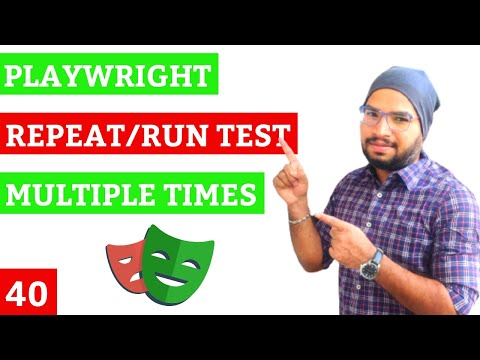 PLAYWRIGHT
REPEAT/RUN TEST
MULTIPLE TIMES
40